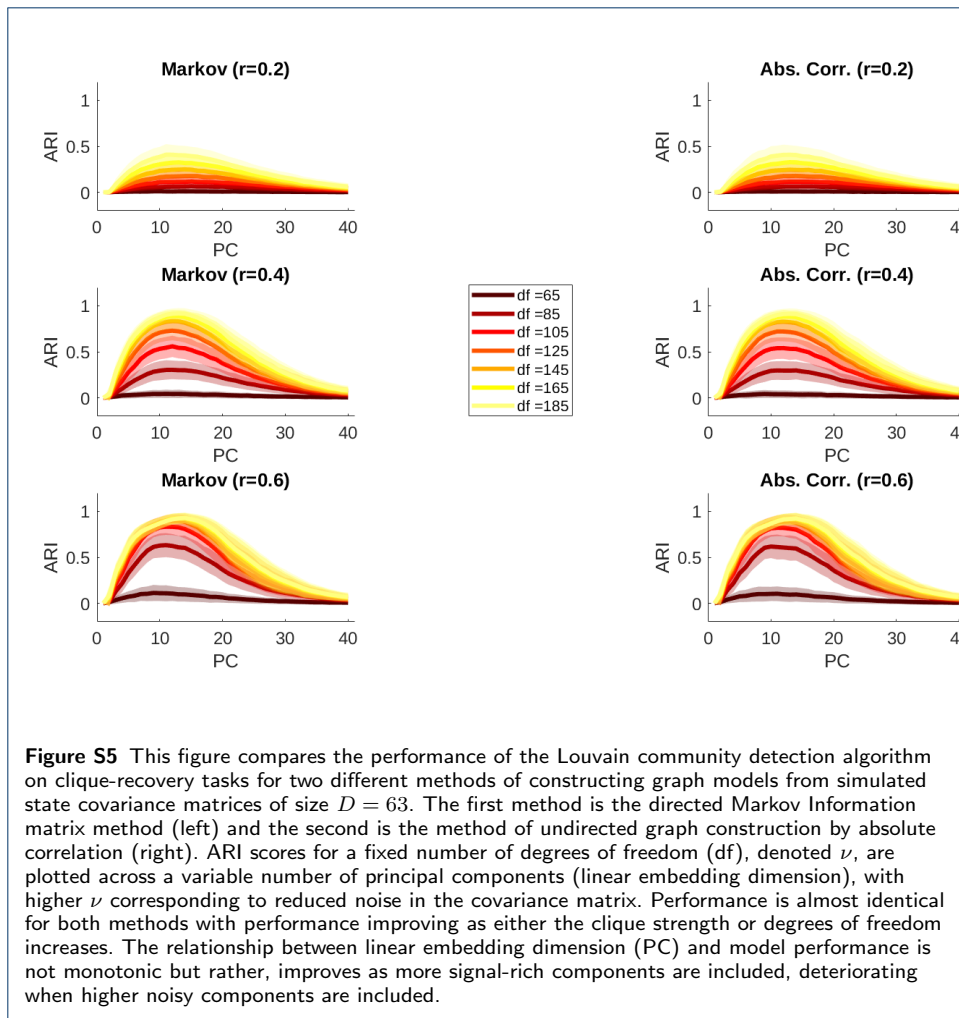 Markov (r=0.2)
1
0.5
0
ARI
0 10 20 30 40
PC
Abs. Corr. (r=0.2)
1
0.5
0
ARI
0 10 20 30
PC
Markov (r=0.4)
1
0.5
0
ARI
0 10 20 30 40
PC
df =65
df =85
df =105
df =125
df =145
df =165
df =185
Abs. Corr. (r=0.4)
1
0.5
0
ARI
0 10 20 30
PC
Markov (r=0.6)
1
0.5
0
ARI
0 10 20 30 40
PC
Abs. Corr. (r=0.6)
1
0.5
0
ARI
0 10 20 30
PC
Figure S5 This figure compares the performance of the Louvain community detection algorithm
on clique-recovery tasks for two different methods of constructing graph models from simulated
state covariance matrices of size D = 63. The first method is the directed Markov Information
matrix method (left) and the second is the method of undirected graph construction by absolute
correlation (right). ARI scores for a fixed number of degrees of freedom (df), denoted ν, are
plotted across a variable number of principal components (linear embedding dimension), with
higher ν corresponding to reduced noise in the covariance matrix. Performance is almost identical
for both methods with performance improving as either the clique strength or degrees of freedom
increases. The relationship between linear embedding dimension (PC) and model performance is
not monotonic but rather, improves as more signal-rich components are included, deteriorating
when higher noisy components are included.